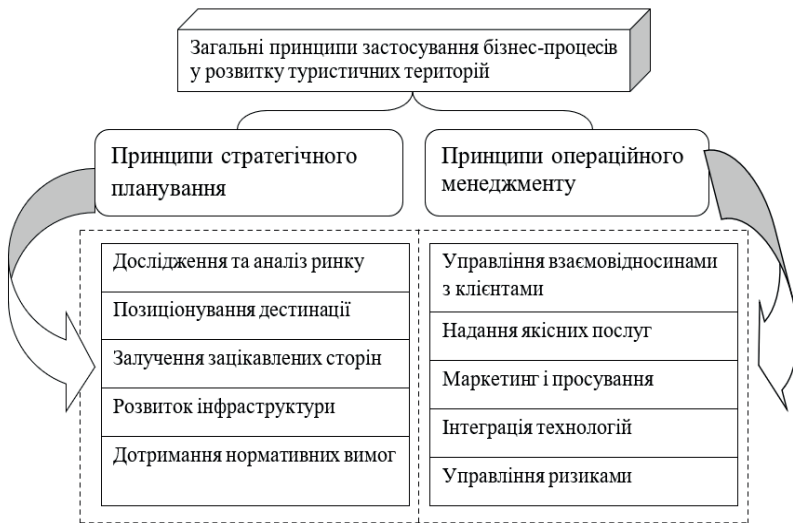 Загальні принципи застосування бізнес-процесів
у розвитку туристичних територій
Принципи стратегічного
планування
Принципи операційного
менеджменту
Дослідження та аналіз ринку
Позиціонування дестинації
Залучення зацікавлених сторін
Розвиток інфраструктури
Дотримання нормативних вимог
Управління взаємовідносинами
з клієнтами
Надання якісних послуг
Маркетинг і просування
Інтеграція технологій
Управління ризиками